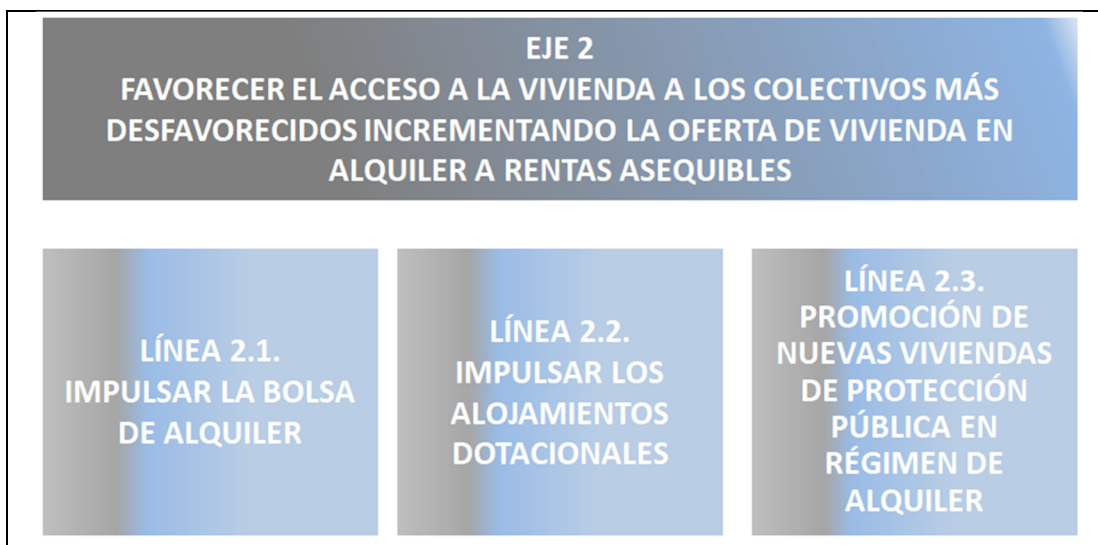 EJE 2
FAVORECER EL ACCESO A LA VIVIENDA A LOS COLECTIVOS MÁS
DESFAVORECIDOS INCREMENTANDO LA OFERTA DE VIVIENDA EN
ALQUILER A RENTAS ASEQUIBLES
LÍNEA 2.1.
IMPULSAR LA BOLSA
DE ALQUILER
LÍNEA 2.2.
IMPULSAR LOS
ALOJAMIENTOS
DOTACIONALES
LÍNEA 2.3.
PROMOCIÓN DE
NUEVAS VIVIENDAS
DE PROTECCIÓN
PÚBLICA EN
RÉGIMEN DE
ALQUILER